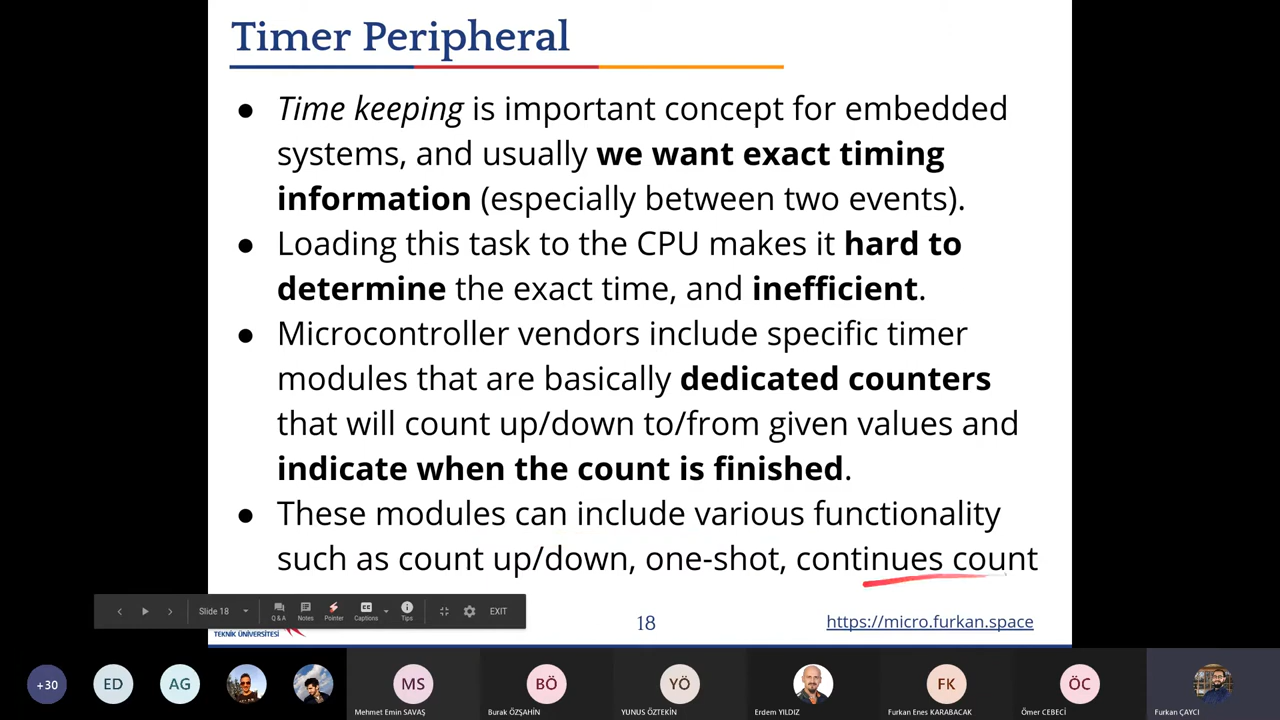 Timer Peripheral
● Time keeping is important concept for embedded
systems, and usually we want exact timing
information (especially between two events).
● Loading this task to the CPU makes it hard to
determine the exact time, and inefficient.
● Microcontroller vendors include specific timer
modules that are basically dedicated counters
that will count up/down to/from given values and
indicate when the count is finished.
● These modules can include various functionality
such as count up/down, one-shot, continues count
Slide 18
Q & A
Notes
Pointer
CC
Captions
Tips
EXIT
TEKNİK ÜNİVERSİTESİ
18
https://micro.furkan.space
+30
ED
AG
MS
Mehmet Emin SAVAŞ
BÖ
Burak ÖZŞAHİN
YÖ
YUNUS ÖZTEKİN
Erdem YILDIZ
FK
Furkan Enes KARABACAK
ÖC
Ömer CEBECİ
Furkan ÇAYCI